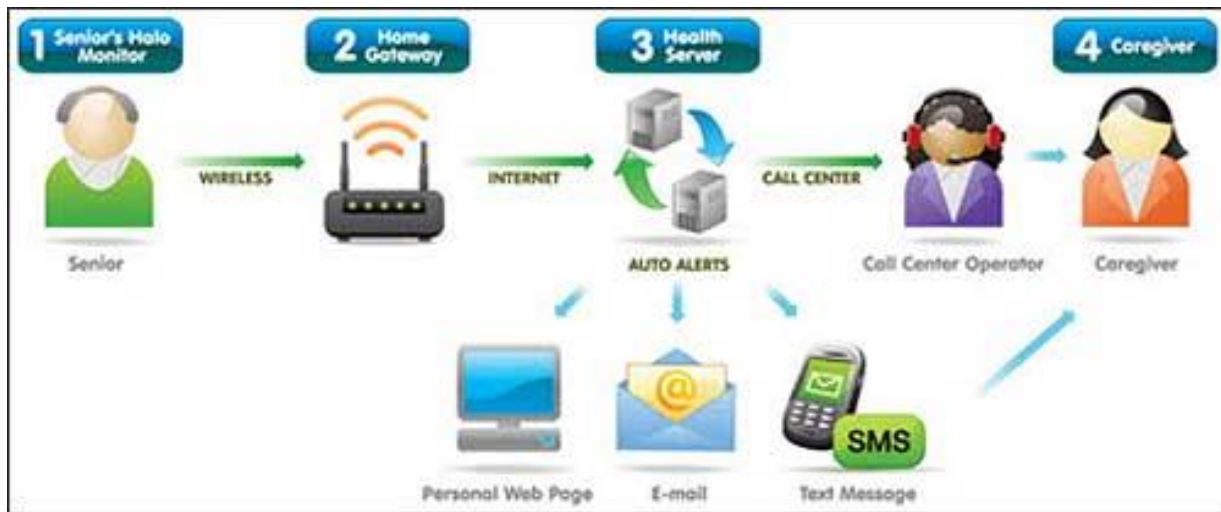 1 Senior's Halo
Monitor
2 Home
Gateway
3 Health
Server
4 Caregiver
WIRELESS
INTERNET
CALL CENTER
Senior
AUTO ALERTS
Call Center Operator
Caregiver
@
SMS
Personal Web Page
E-mail
Text Message